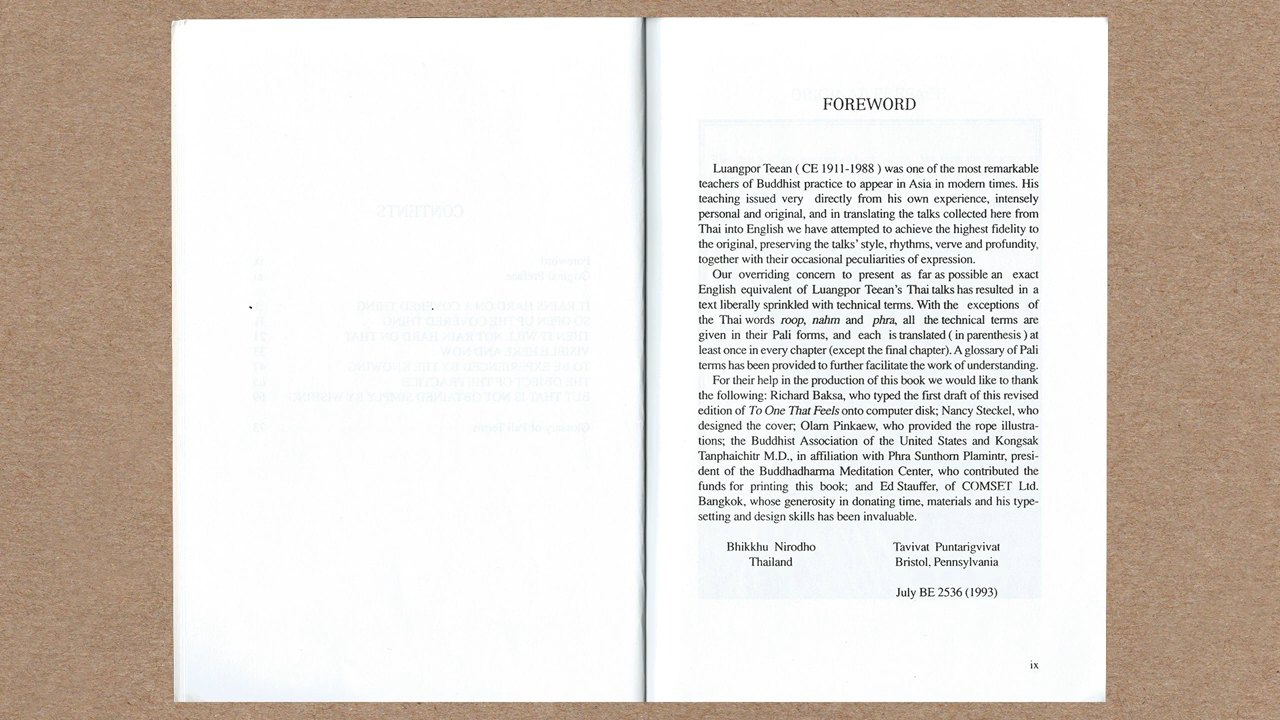 FOREWORD
Luangpor Teean ( CE 1911-1988 ) was one of the most remarkable
teachers of Buddhist practice to appear in Asia in modern times. His
teaching issued very directly from his own experience, intensely
personal and original, and in translating the talks collected here from
Thai into English we have attempted to achieve the highest fidelity to
the original, preserving the talks' style, rhythms, verve and profundity,
together with their occasional peculiarities of expression.
Our overriding concern to present as far as possible an exact
English equivalent of Luangpor Teean's Thai talks has resulted in a
text liberally sprinkled with technical terms. With the exceptions of
the Thai words roop, nahm and phra, all the technical terms are
given in their Pali forms, and each is translated ( in parenthesis ) at
least once in every chapter (except the final chapter). A glossary of Pali
terms has been provided to further facilitate the work of understanding.
For their help in the production of this book we would like to thank
the following: Richard Baksa, who typed the first draft of this revised
edition of To One That Feels onto computer disk; Nancy Steckel, who
designed the cover; Olarn Pinkaew, who provided the rope illustra-
tions; the Buddhist Association of the United States and Kongsak
Tanphaichitr M.D., in affiliation with Phra Sunthorn Plamintr, presi-
dent of the Buddhadharma Meditation Center, who contributed the
funds for printing this book; and Ed Stauffer, of COMSET Ltd.
Bangkok, whose generosity in donating time, materials and his type-
setting and design skills has been invaluable.
Bhikkhu Nirodho
Thailand
Tavivat Puntarigvivat
Bristol, Pennsylvania
July BE 2536 (1993)
ix